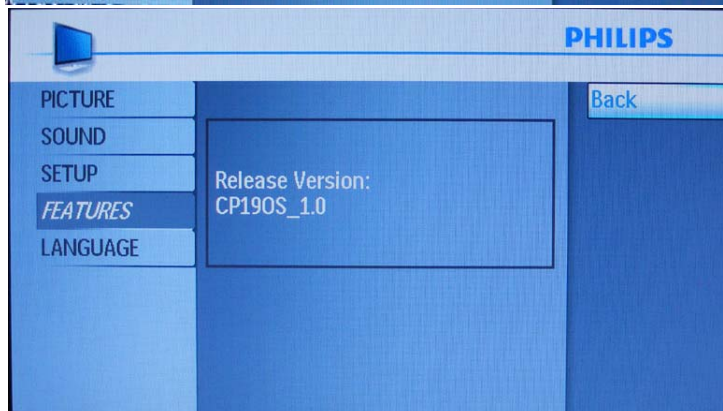 PHILIPS
PICTURE
SOUND
SETUP
FEATURES
LANGUAGE
Release Version:
CP190S_1.0
Back